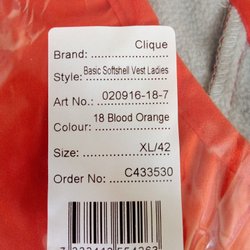 Brand: Clique
Style: Basic Softshell Vest Ladies
Art No.: 020916-18-7
Colour: 18 Blood Orange
Size: XL/42
Order No: C433530